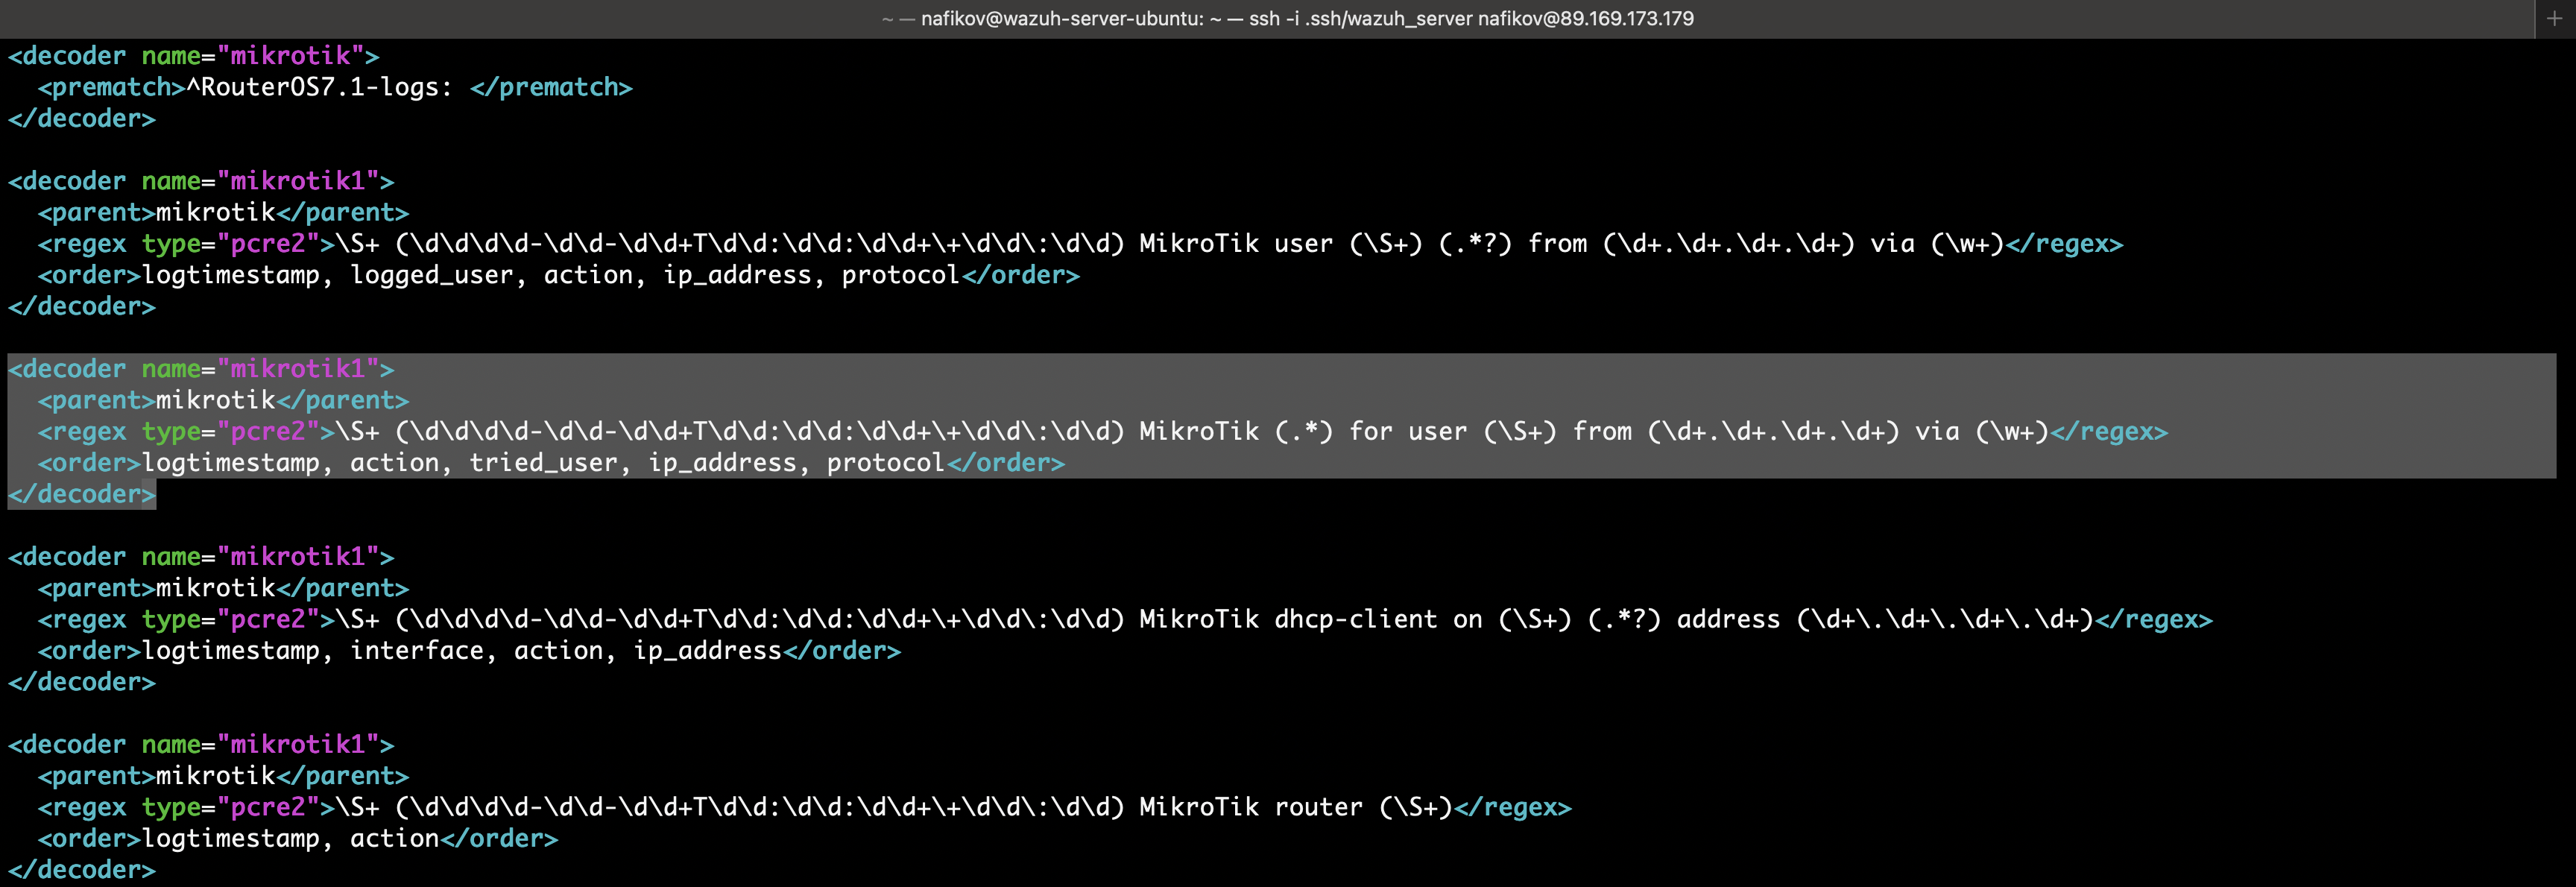 ~ — nafikov@wazuh-server-ubuntu: ~ — ssh -i .ssh/wazuh_server nafikov@89.169.173.179
<decoder name="mikrotik">
  <prematch>^RouterOS7.1-logs: </prematch>
</decoder>

<decoder name="mikrotik1">
  <parent>mikrotik</parent>
  <regex type="pcre2">\S+ (\d\d\d\d-\d\d-\d\d+T\d\d:\d\d:\d\d+\+\d\d\:\d\d) MikroTik user (\S+) (.*?) from (\d+.\d+.\d+.\d+) via (\w+)</regex>
  <order>logtimestamp, logged_user, action, ip_address, protocol</order>
</decoder>

<decoder name="mikrotik1">
  <parent>mikrotik</parent>
  <regex type="pcre2">\S+ (\d\d\d\d-\d\d-\d\d+T\d\d:\d\d:\d\d+\+\d\d\:\d\d) MikroTik (.*) for user (\S+) from (\d+.\d+.\d+.\d+) via (\w+)</regex>
  <order>logtimestamp, action, tried_user, ip_address, protocol</order>
</decoder>

<decoder name="mikrotik1">
  <parent>mikrotik</parent>
  <regex type="pcre2">\S+ (\d\d\d\d-\d\d-\d\d+T\d\d:\d\d:\d\d+\+\d\d\:\d\d) MikroTik dhcp-client on (\S+) (.*?) address (\d+\.\d+\.\d+\.\d+)</regex>
  <order>logtimestamp, interface, action, ip_address</order>
</decoder>

<decoder name="mikrotik1">
  <parent>mikrotik</parent>
  <regex type="pcre2">\S+ (\d\d\d\d-\d\d-\d\d+T\d\d:\d\d:\d\d+\+\d\d\:\d\d) MikroTik router (\S+)</regex>
  <order>logtimestamp, action</order>
</decoder>